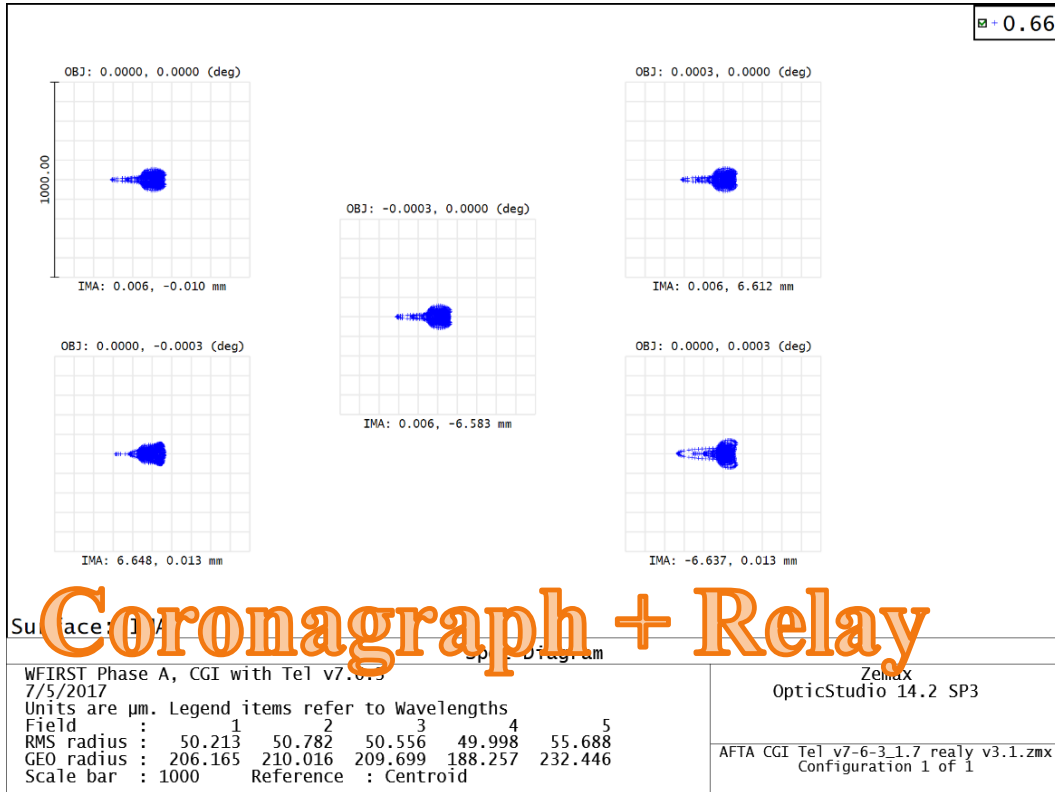 + 0.66
OBJ: 0.0000, 0.0000 (deg)
OBJ: 0.0003, 0.0000 (deg)
1000.00
IMA: 0.006, -0.010 mm
IMA: 0.006, 6.612 mm
OBJ: -0.0003, 0.0000 (deg)
IMA: 0.006, -6.583 mm
OBJ: 0.0000, -0.0003 (deg)
OBJ: 0.0000, 0.0003 (deg)
IMA: 6.648, 0.013 mm
IMA: -6.637, 0.013 mm
Coronagraph + Relay
Surface: IMA
Spot Diagram
WFIRST Phase A, CGI with Tel v7.6.3
7/5/2017
Units are µm. Legend items refer to Wavelengths
Field : 1 2 3 4 5
RMS radius : 50.213 50.782 50.556 49.998 55.688
GEO radius : 206.165 210.016 209.699 188.257 232.446
Scale bar : 1000 Reference : Centroid
Zemax
OpticStudio 14.2 SP3
AFTA CGI Tel v7-6-3_1.7 realy v3.1.zmx
Configuration 1 of 1